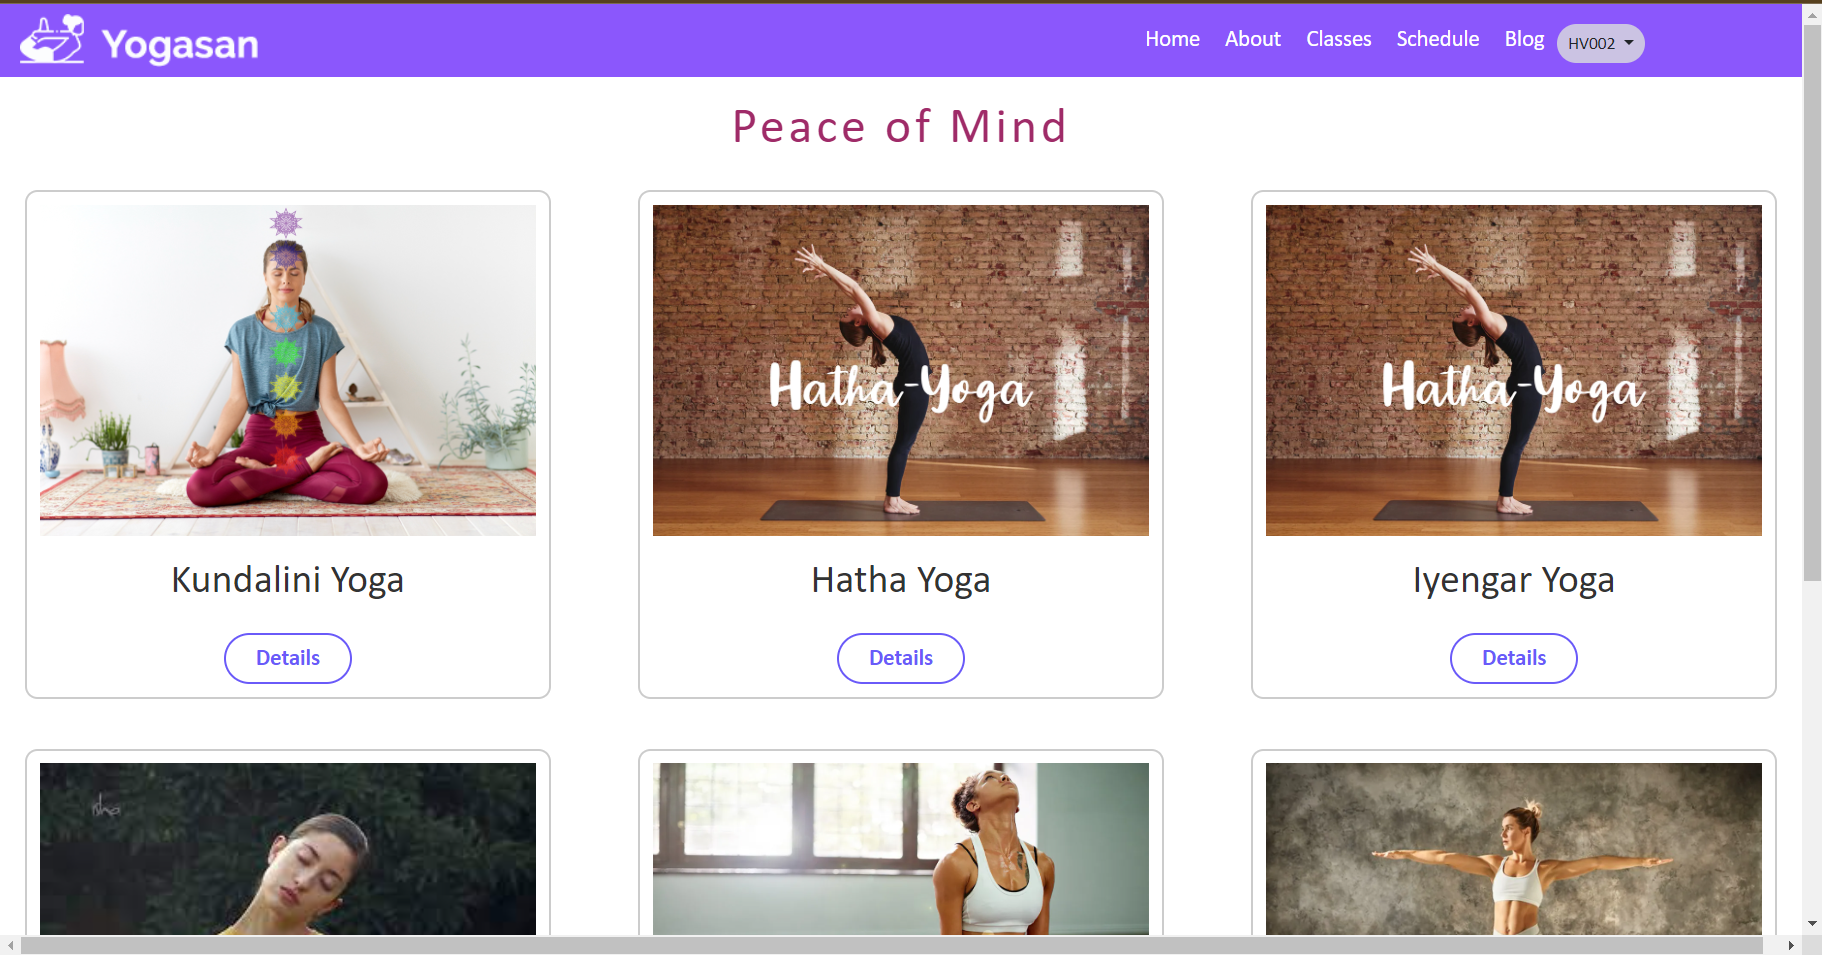 Yogasan
Home About Classes Schedule Blog HV002
Peace of Mind
Hatha-Yoga
Hatha-Yoga
Kundalini Yoga
Hatha Yoga
Iyengar Yoga
Details
Details
Details